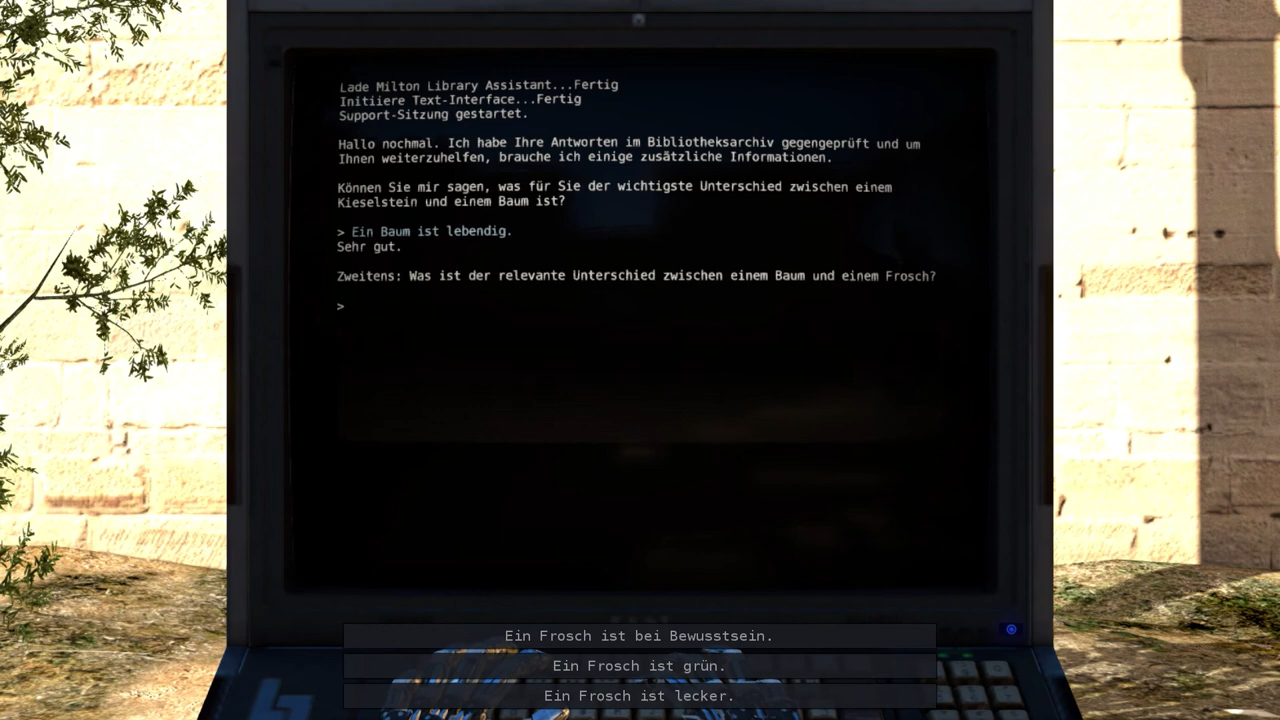 Lade Milton Library Assistant...Fertig
Initiiere Text-Interface...Fertig
Support-Sitzung gestartet.
Hallo nochmal. Ich habe Ihre Antworten im Bibliotheksarchiv gegengeprüft und um
Ihnen weiterzuhelfen, brauche ich einige zusätzliche Informationen.
Können Sie mir sagen, was für Sie der wichtigste Unterschied zwischen einem
Kieselstein und einem Baum ist?
> Ein Baum ist lebendig.
Sehr gut.
Zweitens: Was ist der relevante Unterschied zwischen einem Baum und einem Frosch?
>
Ein Frosch ist bei Bewusstsein.
Ein Frosch ist grün.
Ein Frosch ist lecker.